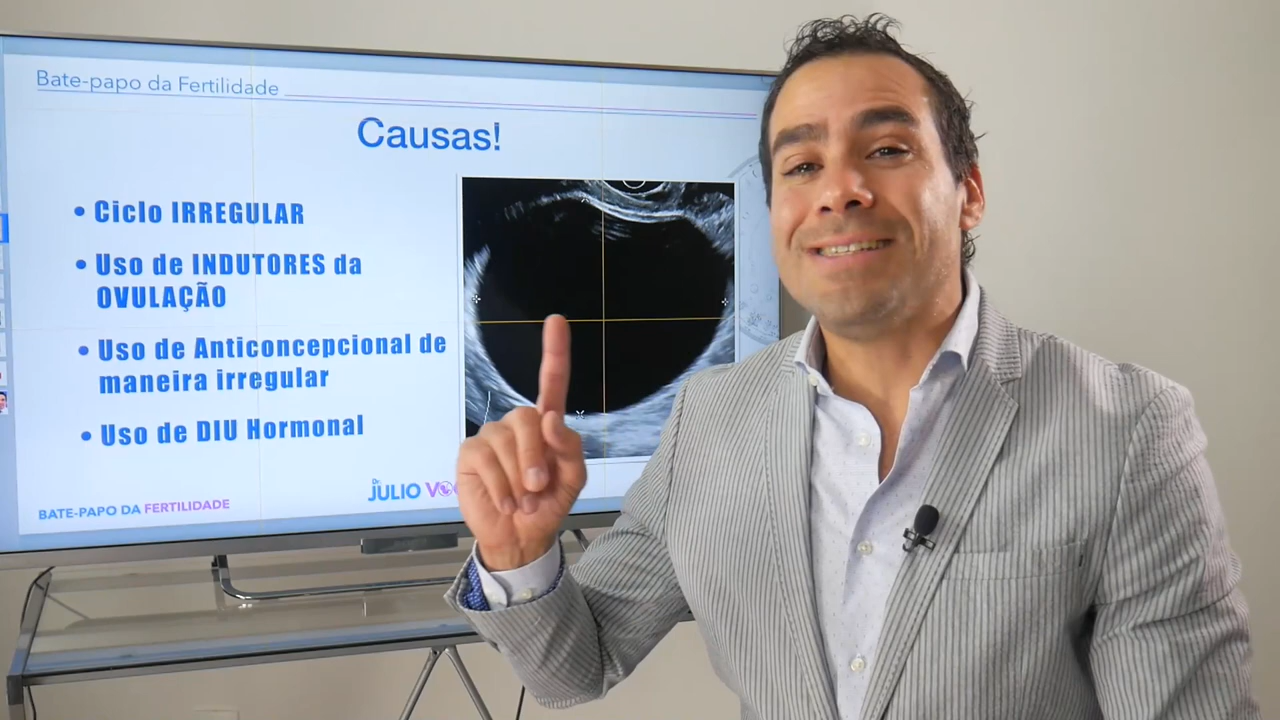 Bate-papo da Fertilidade
Causas!
• Ciclo IRREGULAR
• Uso de INDUTORES da
OVULAÇÃO
• Uso de Anticoncepcional de
maneira irregular
• Uso de DIU Hormonal
Dr.
JULIO
BATE-PAPO DA FERTILIDADE